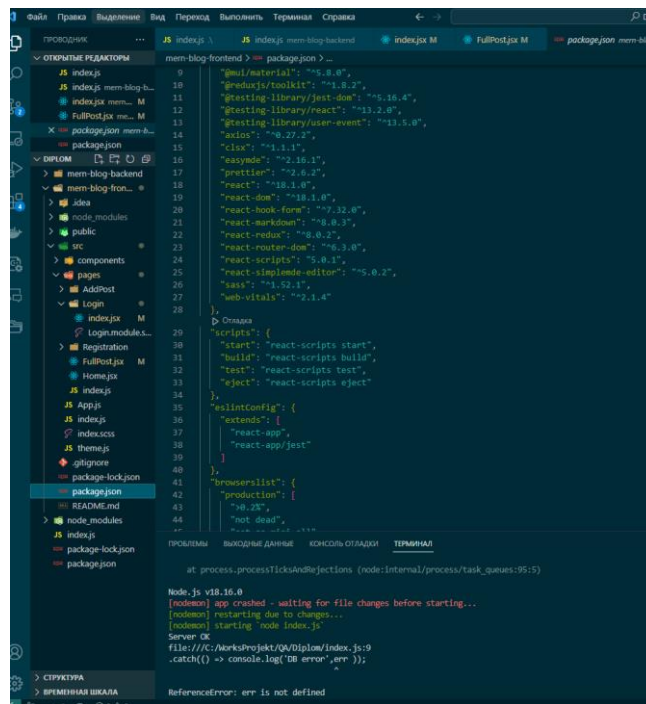 Файл Правка Выделение Вид Переход Выполнить Терминал Справка
ПРОВОДНИК
ОТКРЫТЫЕ РЕДАКТОРЫ
JS index.js
JS index.js mern-blog-b...
index.jsx mern... M
FullPost.jsx me... M
package.json mern-b...
package.json
DIPLOM
mern-blog-backend
mern-blog-fron...
.idea
node_modules
public
src
components
pages
AddPost
Login
index.jsx M
Login.module.s...
Registration
FullPost.jsx M
Home.jsx
JS index.js
JS App.js
JS index.js
index.scss
JS theme.js
.gitignore
package-lock.json
package.json
README.md
node_modules
JS index.js
package-lock.json
package.json
СТРУКТУРА
ВРЕМЕННАЯ ШКАЛА
JS index.js .\ JS index.js mern-blog-backend index.jsx M FullPost.jsx M package.json mern-bl
mern-blog-frontend > package.json > ...
9 "@mui/material": "^5.8.0",
10 "@reduxjs/toolkit": "^1.8.2",
11 "@testing-library/jest-dom": "^5.16.4",
12 "@testing-library/react": "^13.2.0",
13 "@testing-library/user-event": "^13.5.0",
14 "axios": "^0.27.2",
15 "clsx": "^1.1.1",
16 "easymde": "^2.16.1",
17 "prettier": "^2.6.2",
18 "react": "^18.1.0",
19 "react-dom": "^18.1.0",
20 "react-hook-form": "^7.32.0",
21 "react-markdown": "^8.0.3",
22 "react-redux": "^8.0.2",
23 "react-router-dom": "^6.3.0",
24 "react-scripts": "5.0.1",
25 "react-simplemde-editor": "^5.0.2",
26 "sass": "^1.52.1",
27 "web-vitals": "^2.1.4"
28 },
Отладка
29 "scripts": {
30 "start": "react-scripts start",
31 "build": "react-scripts build",
32 "test": "react-scripts test",
33 "eject": "react-scripts eject"
34 },
35 "eslintConfig": {
36 "extends": [
37 "react-app",
38 "react-app/jest"
39 ]
40 },
41 "browserslist": {
42 "production": [
43 ">0.2%",
44 "not dead",
ПРОБЛЕМЫ ВЫХОДНЫЕ ДАННЫЕ КОНСОЛЬ ОТЛАДКИ ТЕРМИНАЛ
at process.processTicksAndRejections (node:internal/process/task_queues:95:5)
Node.js v18.16.0
[nodemon] app crashed - waiting for file changes before starting...
[nodemon] restarting due to changes...
[nodemon] starting `node index.js`
Server OK
file:///C:/WorksProjekt/QA/Diplom/index.js:9
.catch(() => console.log('DB error',err ));
^
ReferenceError: err is not defined